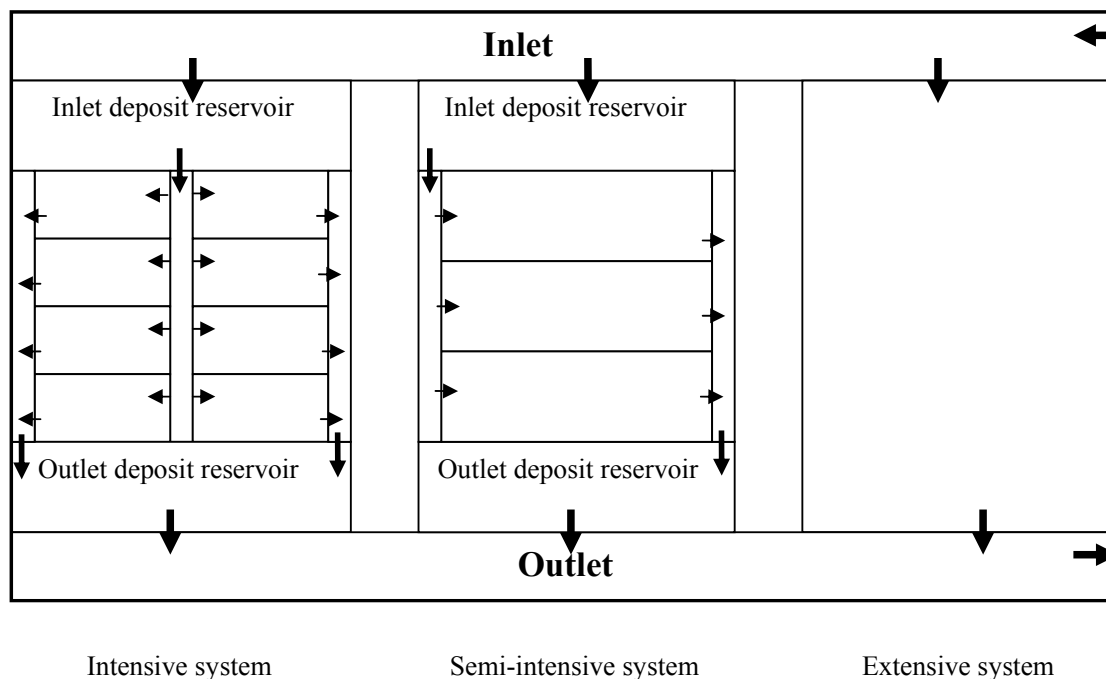 Inlet
Inlet deposit reservoir
Inlet deposit reservoir
Outlet deposit reservoir
Outlet deposit reservoir
Outlet
Intensive system
Semi-intensive system
Extensive system